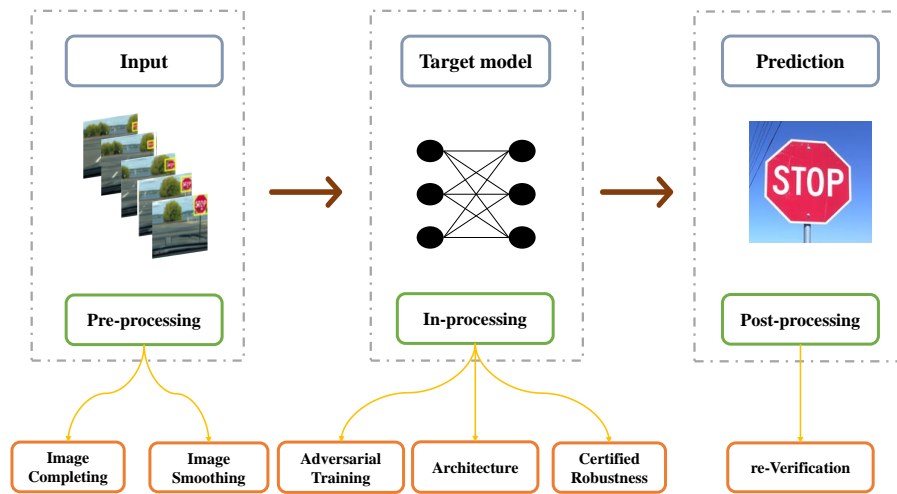 Input
Target model
Prediction
STOP
Pre-processing
In-processing
Post-processing
Image
Completing
Image
Smoothing
Adversarial
Training
Architecture
Certified
Robustness
re-Verification